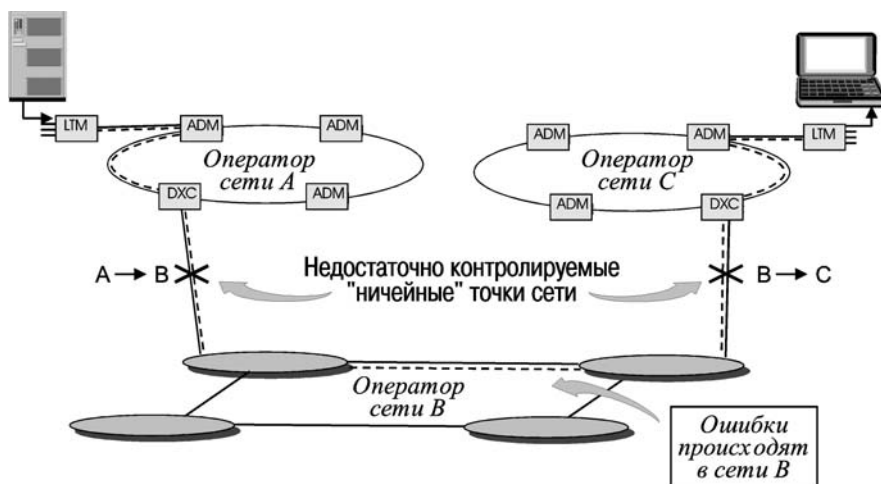 LTM
ADM
ADM
Оператор
сети А
DXC
ADM
ADM
ADM
LTM
Оператор
сети С
ADM
DXC
A → B
Недостаточно контролируемые
"ничейные" точки сети
B → C
Оператор
сети В
Ошибки
происходят
в сети В